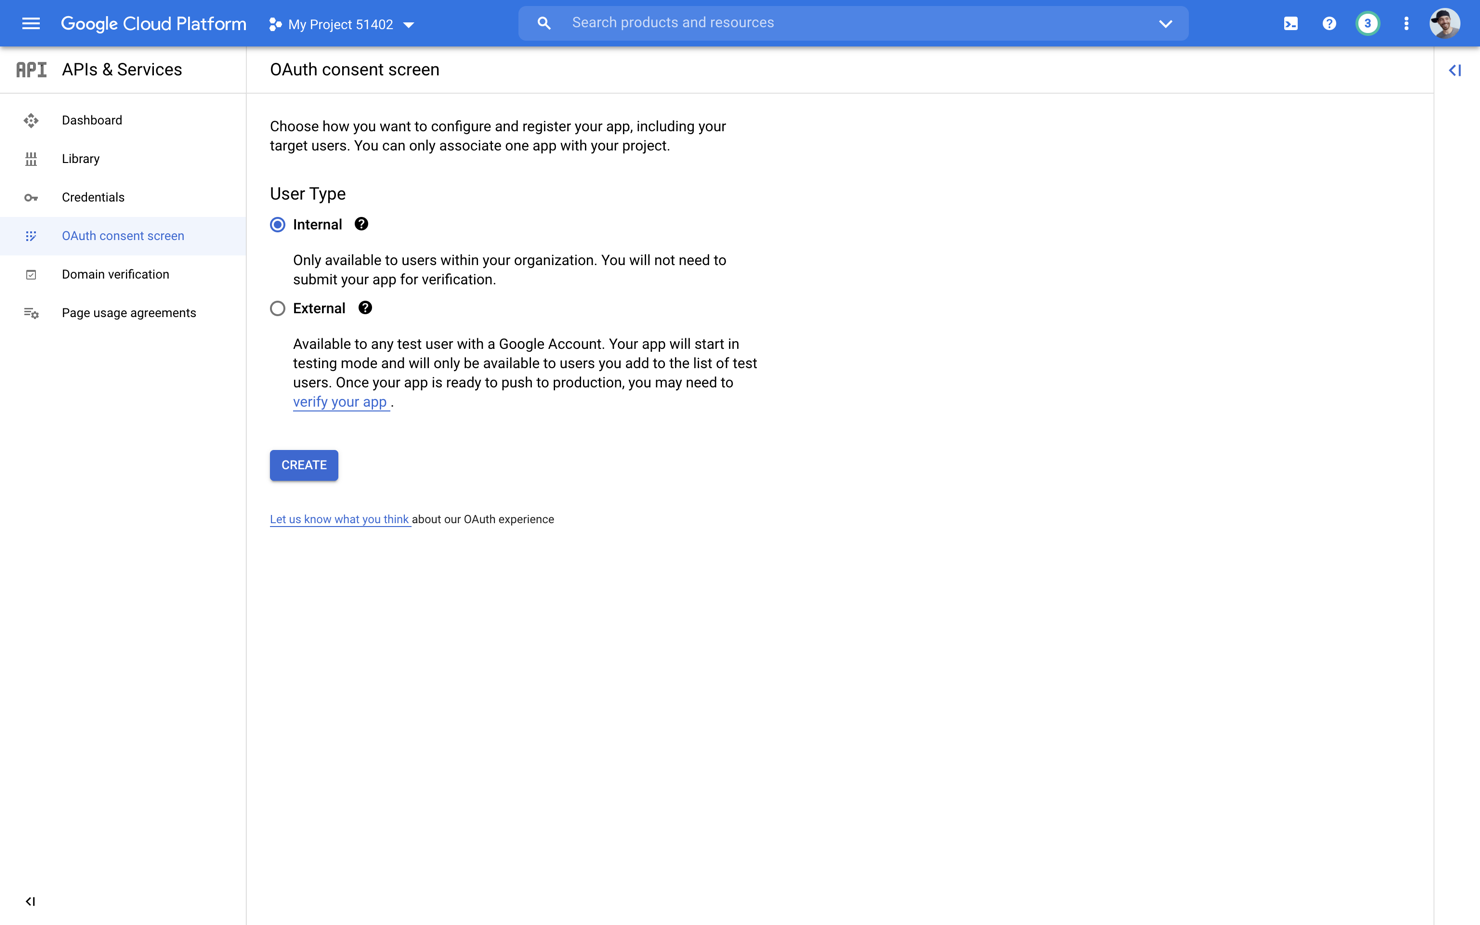 Google Cloud Platform
My Project 51402
Search products and resources
3
API
APIs & Services
Dashboard
Library
Credentials
OAuth consent screen
Domain verification
Page usage agreements
OAuth consent screen
Choose how you want to configure and register your app, including your
target users. You can only associate one app with your project.
User Type
Internal
Only available to users within your organization. You will not need to
submit your app for verification.
External
Available to any test user with a Google Account. Your app will start in
testing mode and will only be available to users you add to the list of test
users. Once your app is ready to push to production, you may need to
verify your app .
CREATE
Let us know what you think about our OAuth experience